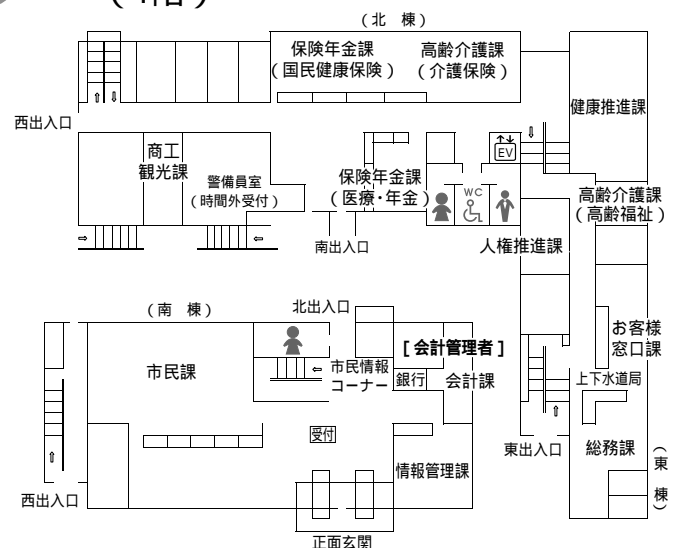 (北 棟)
保険年金課
(国民健康保険)
高齢介護課
(介護保険)
健康推進課
西出入口
商工
観光課
警備員室
(時間外受付)
保険年金課
(医療・年金)
EV
WC
高齢介護課
(高齢福祉)
南出入口
人権推進課
(南 棟)
北出入口
お客様
窓口課
[会計管理者]
市民課
市民情報
コーナー
銀行
会計課
上下水道局
受付
東出入口
総務課
(東 棟)
情報管理課
西出入口
正面玄関